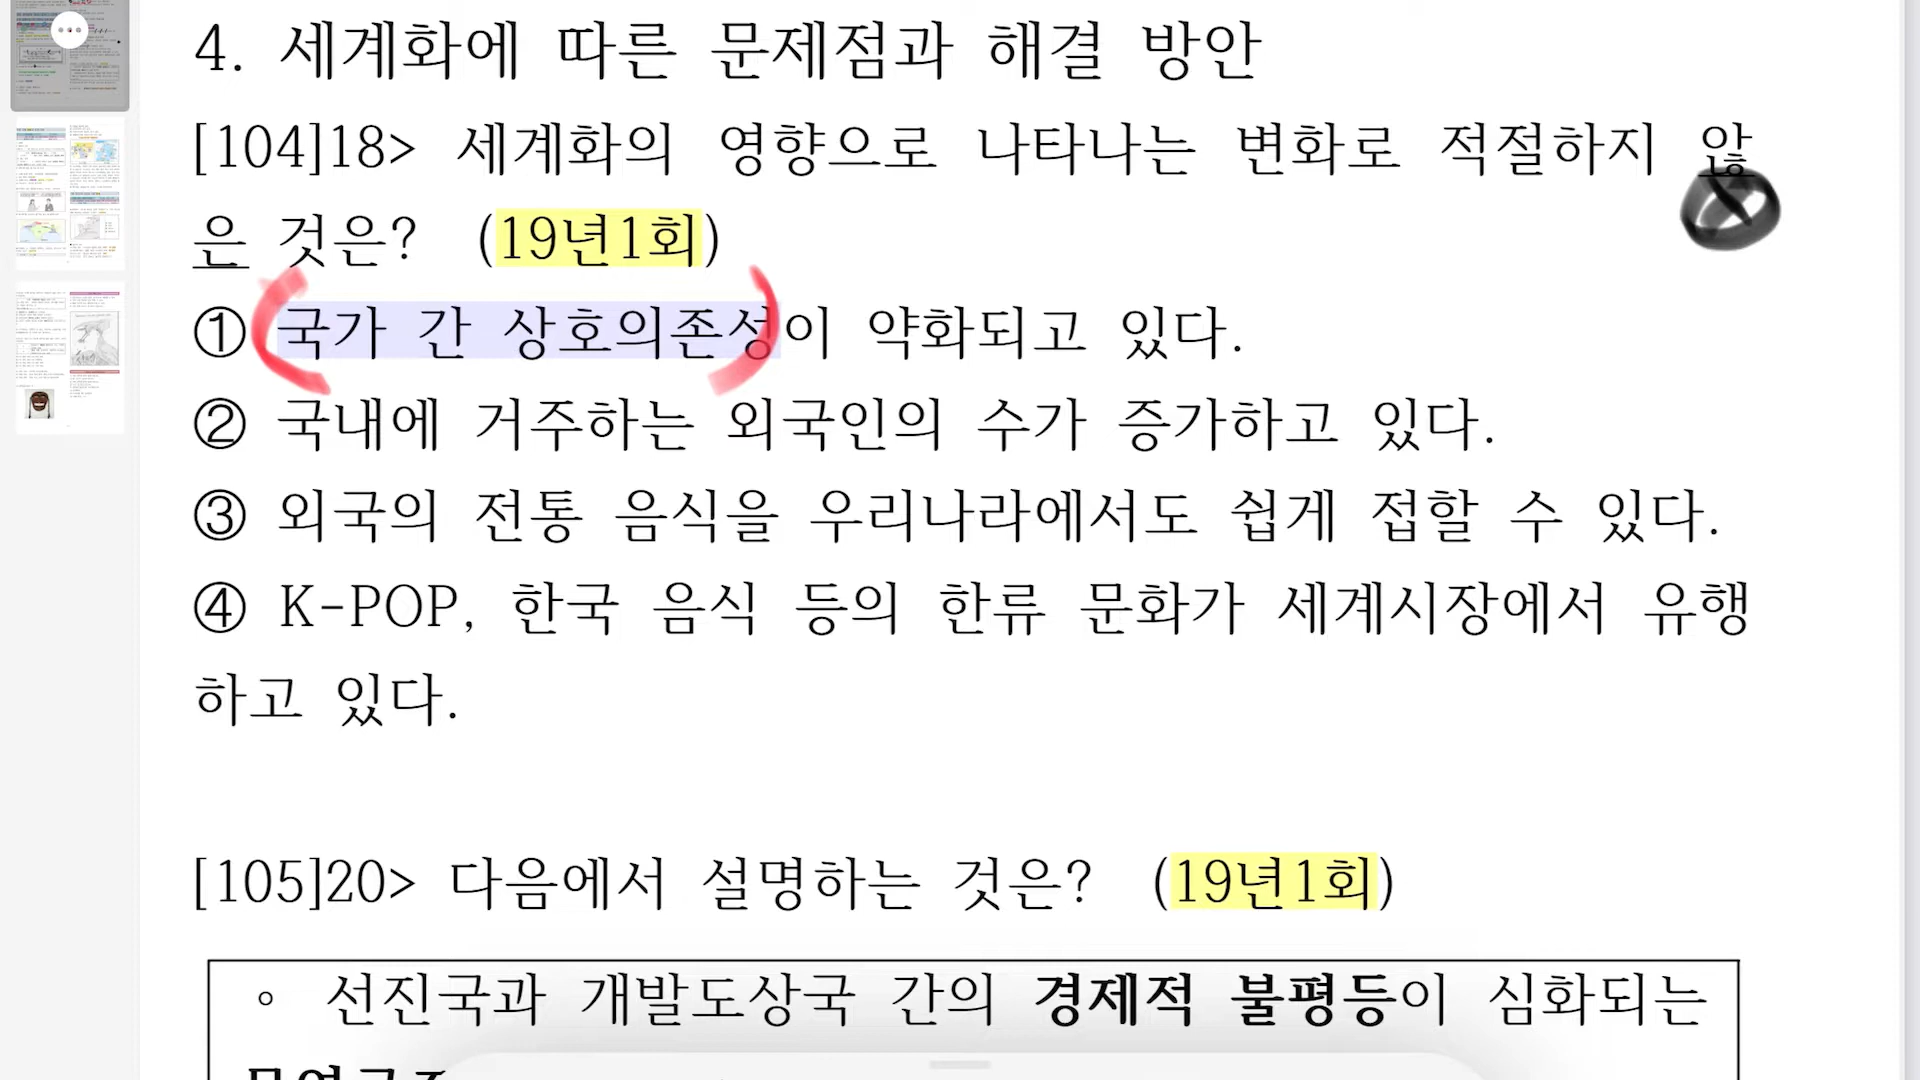 4. 세계화에 따른 문제점과 해결 방안
[104]18> 세계화의 영향으로 나타나는 변화로 적절하지 않
은 것은? (19년1회)
① 국가 간 상호의존성이 약화되고 있다.
② 국내에 거주하는 외국인의 수가 증가하고 있다.
③ 외국의 전통 음식을 우리나라에서도 쉽게 접할 수 있다.
④ K-POP, 한국 음식 등의 한류 문화가 세계시장에서 유행
하고 있다.
[105]20> 다음에서 설명하는 것은? (19년1회)
◦ 선진국과 개발도상국 간의 경제적 불평등이 심화되는